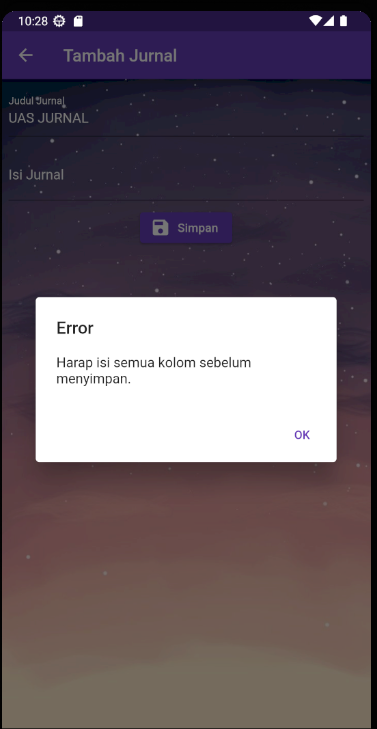 10:28
Tambah Jurnal
Judul Jurnal
UAS JURNAL
Isi Jurnal
Simpan
Error
Harap isi semua kolom sebelum
menyimpan.
OK